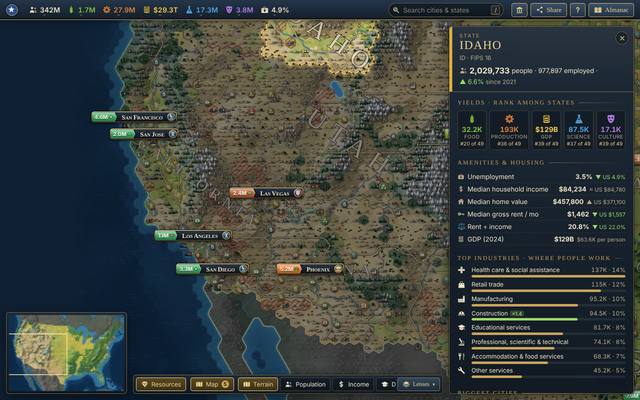 342M 1.7M 27.9M $29.3T 17.3M 3.8M 4.9%
Search cities & states /
Share ? Almanac
IDAHO
UTAH
4.6M SAN FRANCISCO
2.0M SAN JOSE
2.4M LAS VEGAS
13M LOS ANGELES
3.3M SAN DIEGO
5.2M PHOENIX
STATE
IDAHO
ID · FIPS 16
2,029,733 people · 977,897 employed ·
▲ 6.6% since 2021
YIELDS · RANK AMONG STATES
32.2K FOOD #20 of 49
193K PRODUCTION #36 of 49
$129B GDP #39 of 49
87.5K SCIENCE #37 of 49
17.1K CULTURE #39 of 49
AMENITIES & HOUSING
Unemployment 3.5% ▼ US 4.9%
Median household income $84,234 ≈ US $84,780
Median home value $457,800 ▲ US $371,100
Median gross rent / mo $1,462 ▼ US $1,557
Rent ÷ income 20.8% ▼ US 22.0%
GDP (2024) $129B $63.6K per person
TOP INDUSTRIES · WHERE PEOPLE WORK
Health care & social assistance 137K · 14%
Retail trade 115K · 12%
Manufacturing 95.2K · 10%
Construction ×1.4 94.5K · 10%
Educational services 81.7K · 8%
Professional, scientific & technical 74.1K · 8%
Accommodation & food services 68.3K · 7%
Other services 45.2K · 5%
BIGGEST CITIES
Resources Map 5 Terrain Population Income D Lenses